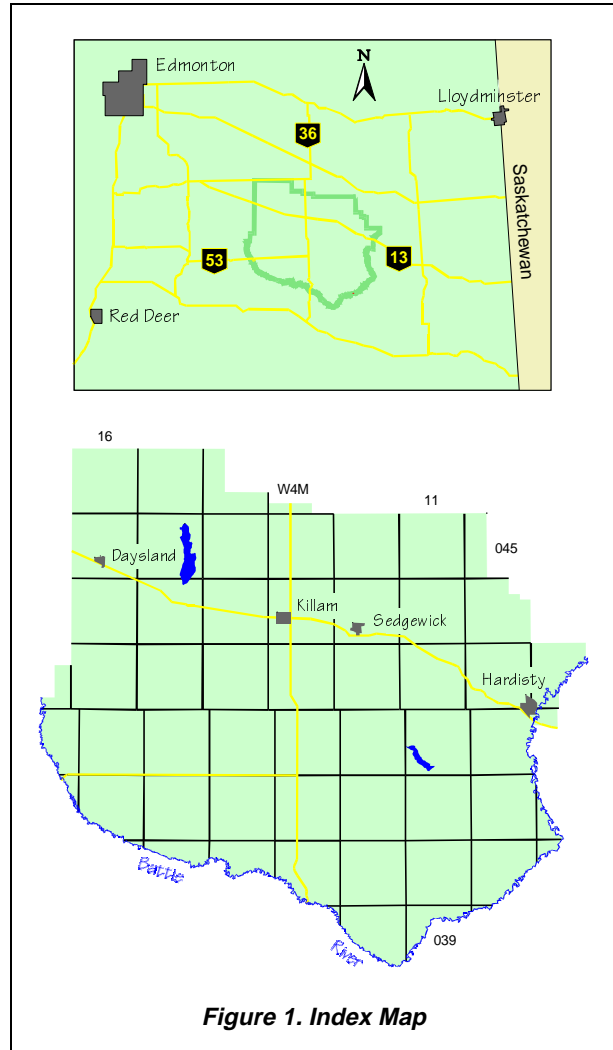 N
Edmonton
Lloydminster
36
Saskatchewan
53
13
Red Deer
16
W4M
11
045
Daysland
Killam
Sedgewick
Hardisty
Battle
River
039
Figure 1. Index Map